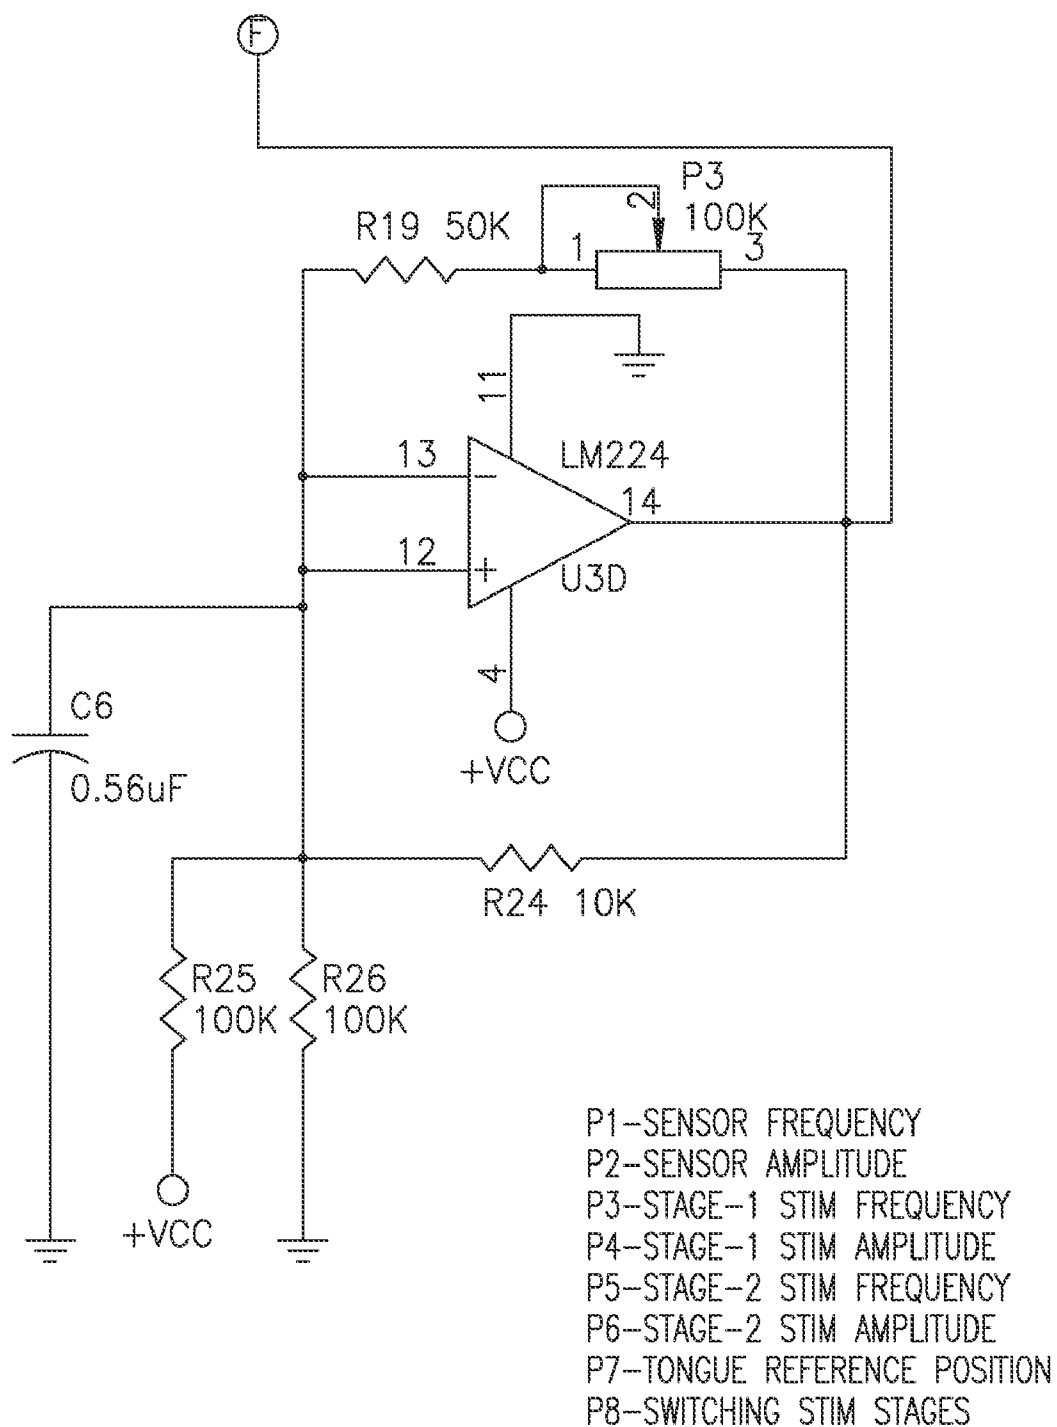 F
P3
100K
2
R19 50K
1
3
11
13
LM224
14
12
U3D
4
C6
+VCC
0.56uF
R24 10K
R25
100K
R26
100K
+VCC
P1-SENSOR FREQUENCY
P2-SENSOR AMPLITUDE
P3-STAGE-1 STIM FREQUENCY
P4-STAGE-1 STIM AMPLITUDE
P5-STAGE-2 STIM FREQUENCY
P6-STAGE-2 STIM AMPLITUDE
P7-TONGUE REFERENCE POSITION
P8-SWITCHING STIM STAGES